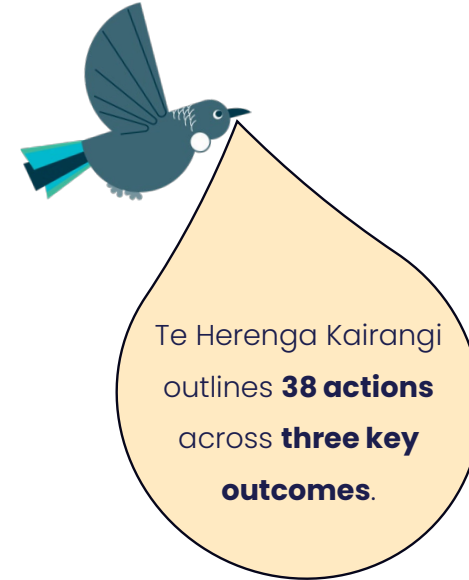 Te Herenga Kairangi
outlines 38 actions
across three key
outcomes.